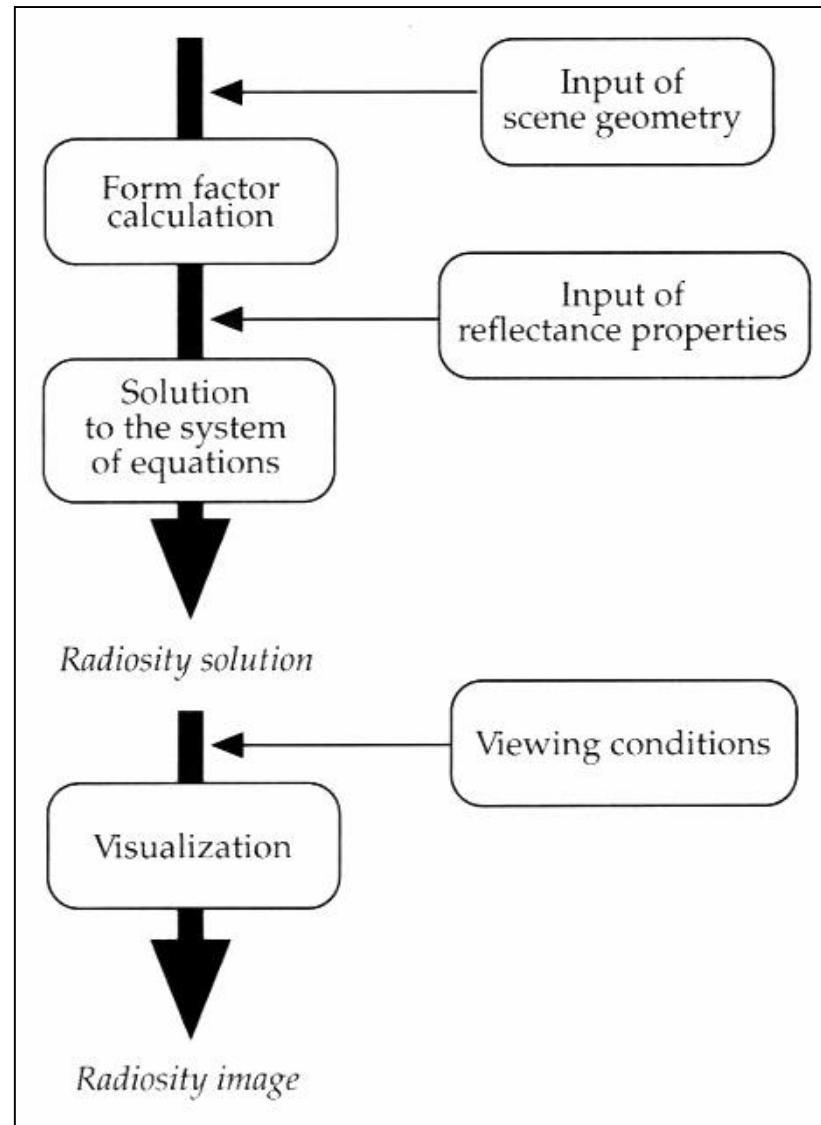 Input of
scene geometry
Form factor
calculation
Input of
reflectance properties
Solution
to the system
of equations
Radiosity solution
Viewing conditions
Visualization
Radiosity image